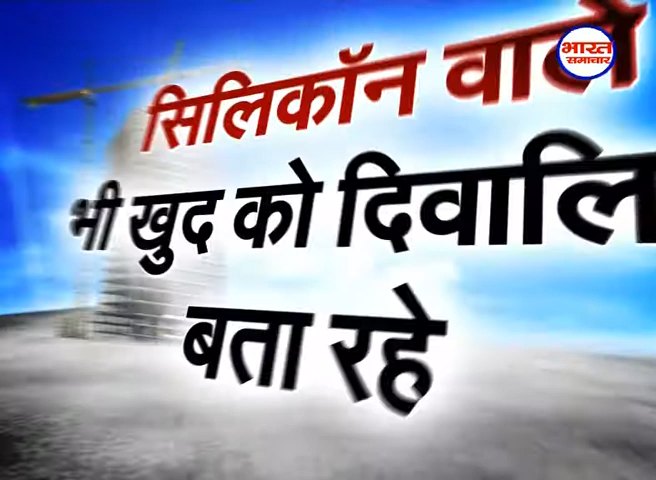 भारत
समाचार
सिलिकॉन वाले
भी खुद को दिवालि
बता रहे